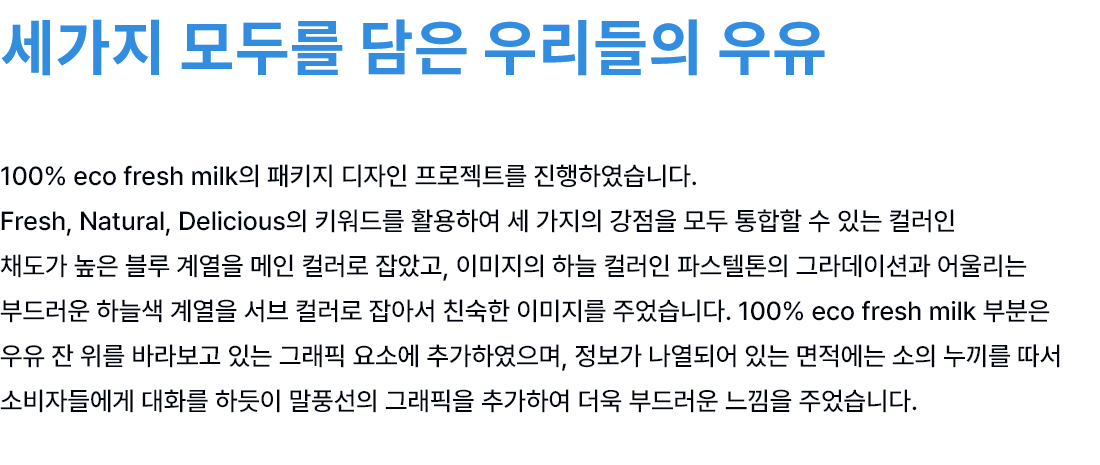 세가지 모두를 담은 우리들의 우유
100% eco fresh milk의 패키지 디자인 프로젝트를 진행하였습니다.
Fresh, Natural, Delicious의 키워드를 활용하여 세 가지의 강점을 모두 통합할 수 있는 컬러인
채도가 높은 블루 계열을 메인 컬러로 잡았고, 이미지의 하늘 컬러인 파스텔톤의 그라데이션과 어울리는
부드러운 하늘색 계열을 서브 컬러로 잡아서 친숙한 이미지를 주었습니다. 100% eco fresh milk 부분은
우유 잔 위를 바라보고 있는 그래픽 요소에 추가하였으며, 정보가 나열되어 있는 면적에는 소의 누끼를 따서
소비자들에게 대화를 하듯이 말풍선의 그래픽을 추가하여 더욱 부드러운 느낌을 주었습니다.